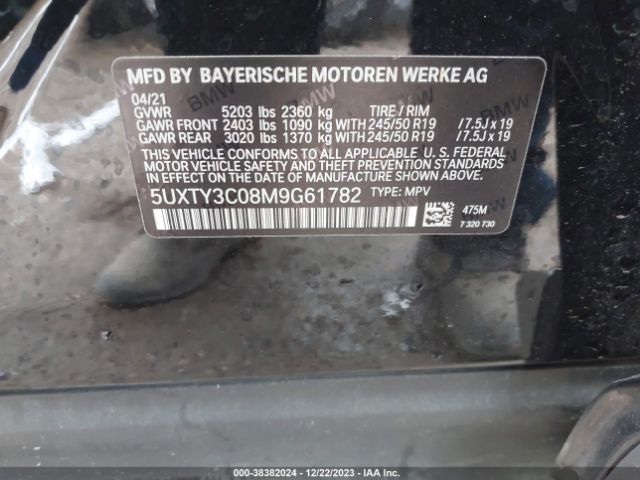 MFD BY BAYERISCHE MOTOREN WERKE AG
04/21
GVWR 5203 lbs 2360 kg TIRE / RIM
GAWR FRONT 2403 lbs 1090 kg WITH 245/50 R19 / 7.5J x 19
GAWR REAR 3020 lbs 1370 kg WITH 245/50 R19 / 7.5J x 19
THIS VEHICLE CONFORMS TO ALL APPLICABLE U. S. FEDERAL
MOTOR VEHICLE SAFETY AND THEFT PREVENTION STANDARDS
IN EFFECT ON THE DATE OF MANUFACTURE SHOWN ABOVE.
5UXTY3C08M9G61782 TYPE: MPV
475M
7 320 730
000-38382024 - 12/22/2023 - IAA Inc.